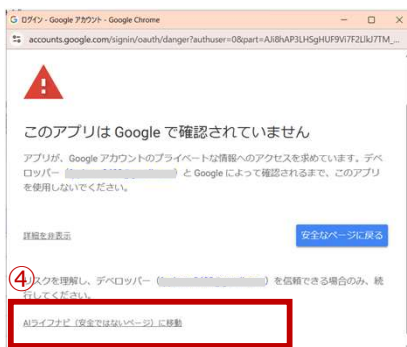 ログイン - Google アカウント - Google Chrome
accounts.google.com/signin/oauth/danger?authuser=0&part=AJi8hAP3LHSgHUF9Vi7F2LlkJ7TM_...
このアプリは Google で確認されていません
アプリが、Google アカウントのプライベートな情報へのアクセスを求めています。デベ
ロッパー（ ）と Google によって確認されるまで、このアプリ
を使用しないでください。
詳細を非表示
安全なページに戻る
④
リスクを理解し、デベロッパー（ ）を信頼できる場合のみ、続
行してください。
AIライフナビ（安全ではないページ）に移動